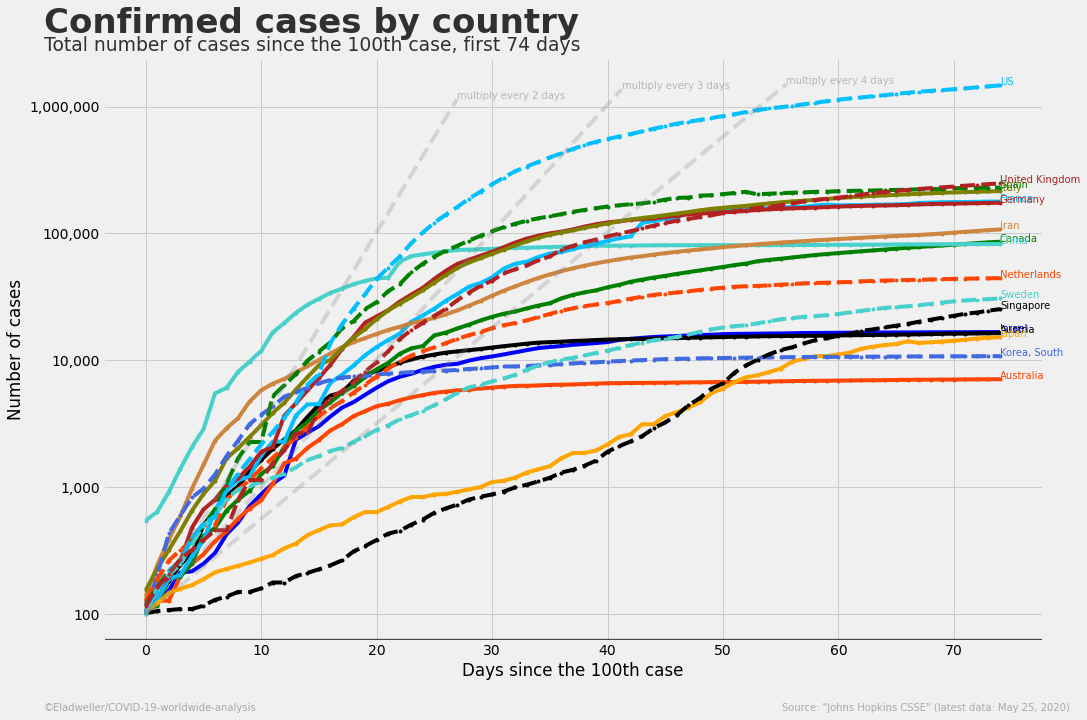 Confirmed cases by country
Total number of cases since the 100th case, first 74 days
multiply every 2 days
multiply every 3 days
multiply every 4 days
US
1,000,000
United Kingdom
Spain
Italy
France
Germany
100,000
Iran
Canada
China
Netherlands
Sweden
Singapore
Israel
Austria
Japan
10,000
Korea, South
Australia
1,000
100
Number of cases
0 10 20 30 40 50 60 70
Days since the 100th case
©Eladweller/COVID-19-worldwide-analysis
Source: "Johns Hopkins CSSE" (latest data: May 25, 2020)